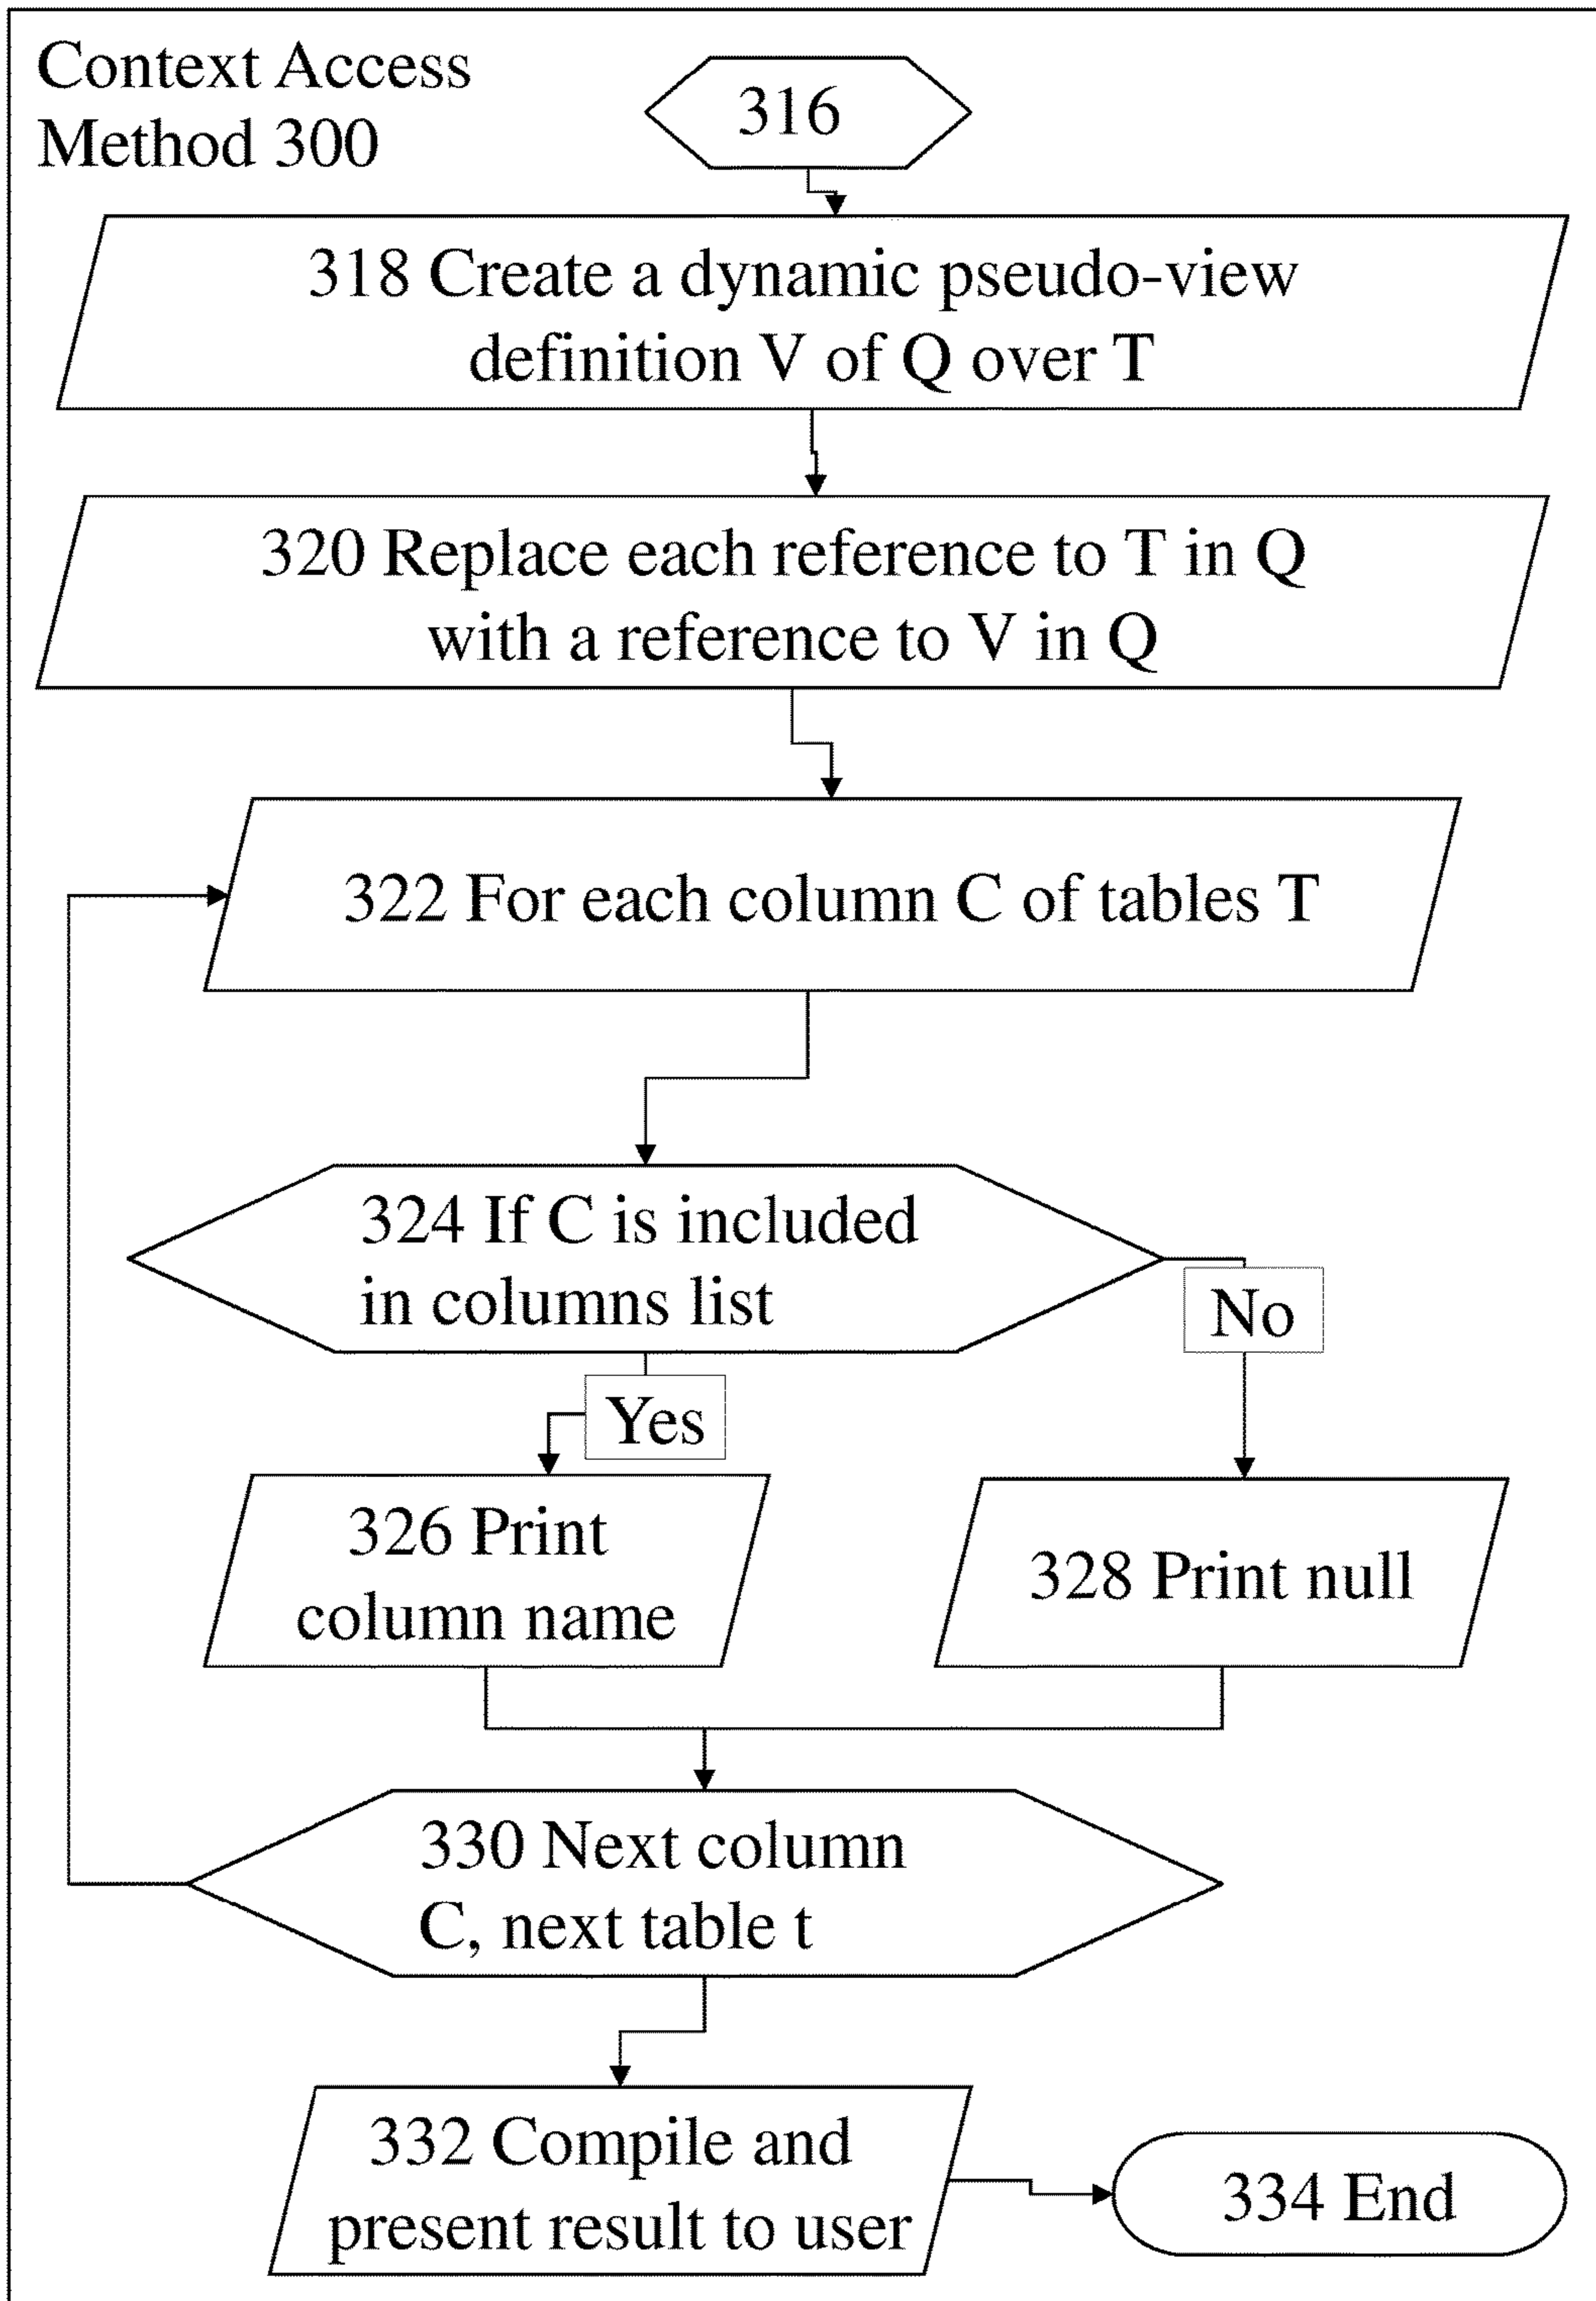 Context Access
Method 300
316
318 Create a dynamic pseudo-view
definition V of Q over T
320 Replace each reference to T in Q
with a reference to V in Q
322 For each column C of tables T
324 If C is included
in columns list
No
Yes
326 Print
column name
328 Print null
330 Next column
C, next table t
332 Compile and
present result to user
334 End